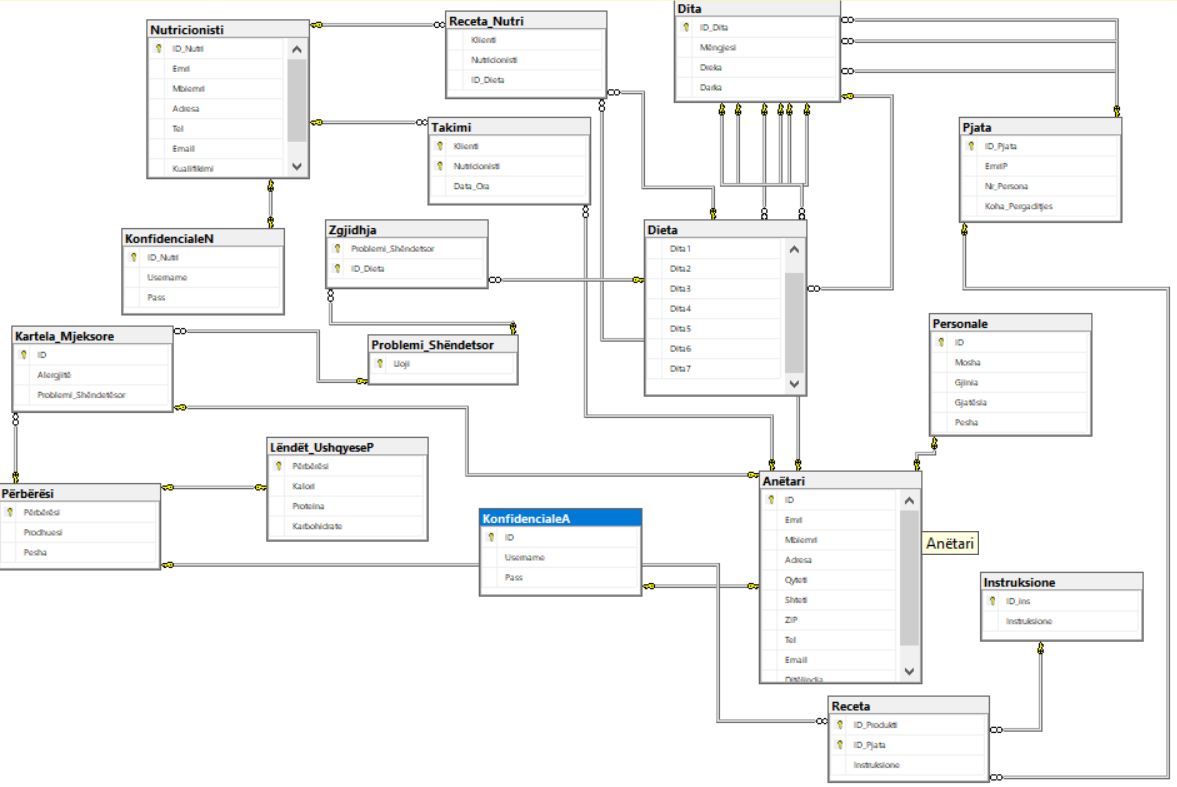 Nutricionisti
ID_Nutri
Emri
Mbiemri
Adresa
Tel
Email
Kualifikimi
Receta_Nutri
Klienti
Nutricionisti
ID_Dieta
Dita
ID_Dita
Mëngjesi
Dreka
Darka
Takimi
Klienti
Nutricionisti
Data_Ora
Pjata
ID_Pjata
EmriP
Nr_Persona
Koha_Pergaditjes
KonfidencialeN
ID_Nutri
Username
Pass
Zgjidhja
Problemi_Shëndetsor
ID_Dieta
Dieta
Dita1
Dita2
Dita3
Dita4
Dita5
Dita6
Dita7
Kartela_Mjeksore
ID
Alergjitë
Problemi_Shëndetësor
Problemi_Shëndetsor
Lloji
Personale
ID
Mosha
Gjinia
Gjatësia
Pesha
Lëndët_UshqyeseP
Përbërësi
Kalori
Proteina
Karbohidrate
Përbërësi
Përbërësi
Prodhuesi
Pesha
KonfidencialeA
ID
Username
Pass
Anëtari
ID
Emri
Mbiemri
Adresa
Qyteti
Shteti
ZIP
Tel
Email
Ditëlindja
Anëtari
Instruksione
ID_ins
Instruksione
Receta
ID_Produkti
ID_Pjata
Instruksione